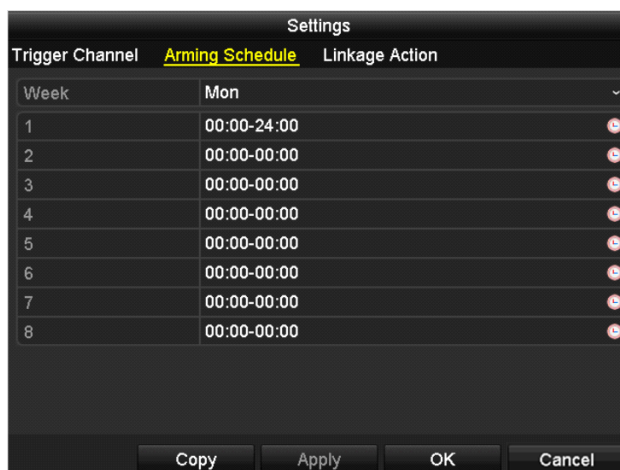 Settings
Trigger Channel Arming Schedule Linkage Action
Week Mon
1 00:00-24:00
2 00:00-00:00
3 00:00-00:00
4 00:00-00:00
5 00:00-00:00
6 00:00-00:00
7 00:00-00:00
8 00:00-00:00
Copy Apply OK Cancel